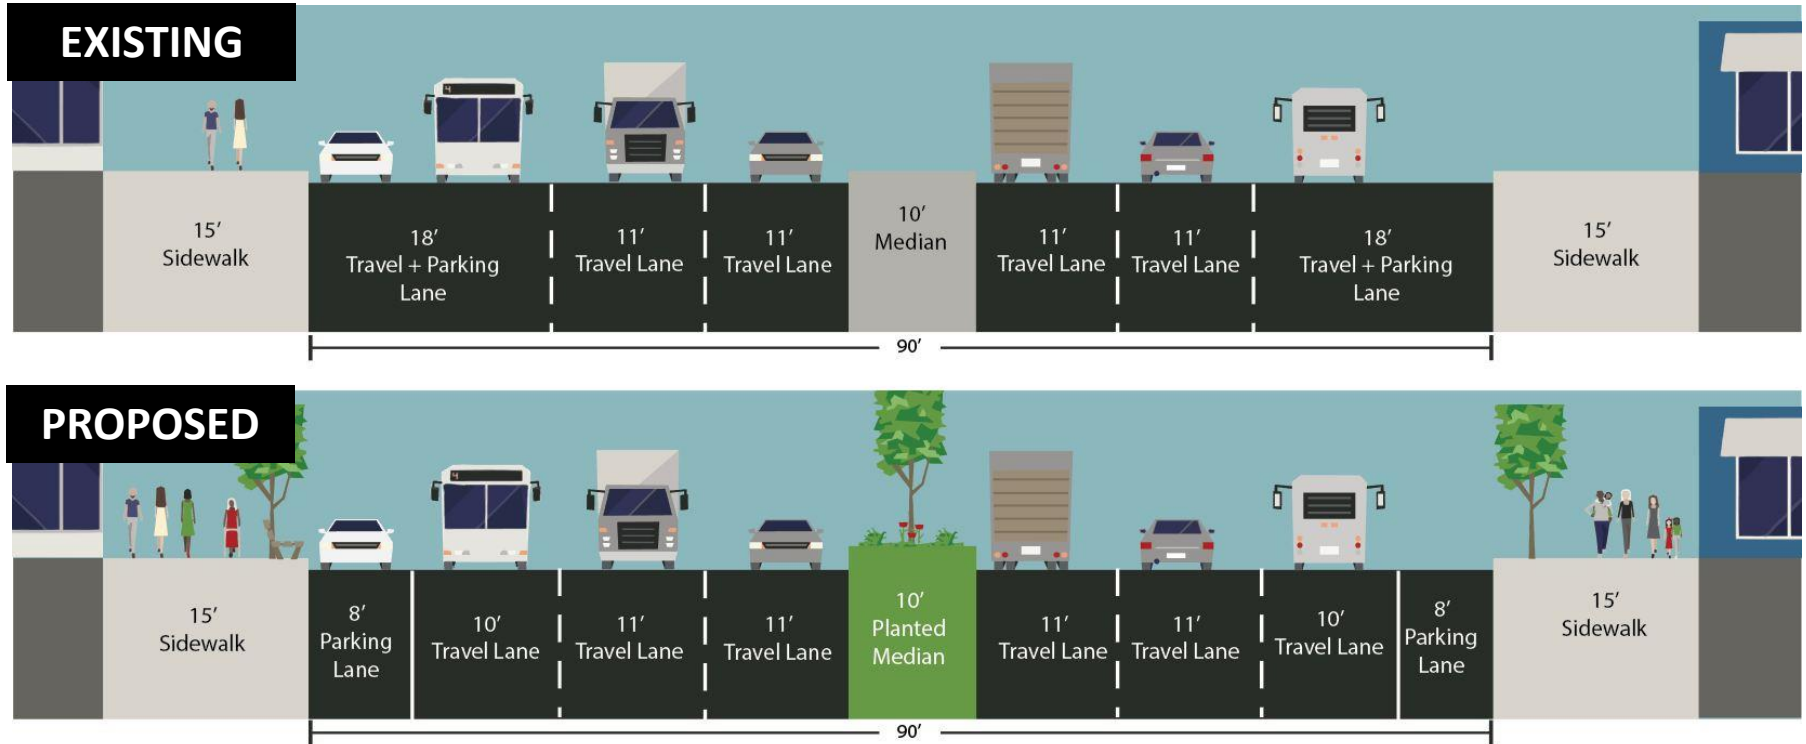 EXISTING
4
15’
Sidewalk
18’
Travel + Parking
Lane
11’
Travel Lane
11’
Travel Lane
10’
Median
11’
Travel Lane
11’
Travel Lane
18’
Travel + Parking
Lane
15’
Sidewalk
90’
PROPOSED
4
15’
Sidewalk
8’
Parking
Lane
10’
Travel Lane
11’
Travel Lane
11’
Travel Lane
10’
Planted
Median
11’
Travel Lane
11’
Travel Lane
10’
Travel Lane
8’
Parking
Lane
15’
Sidewalk
90’